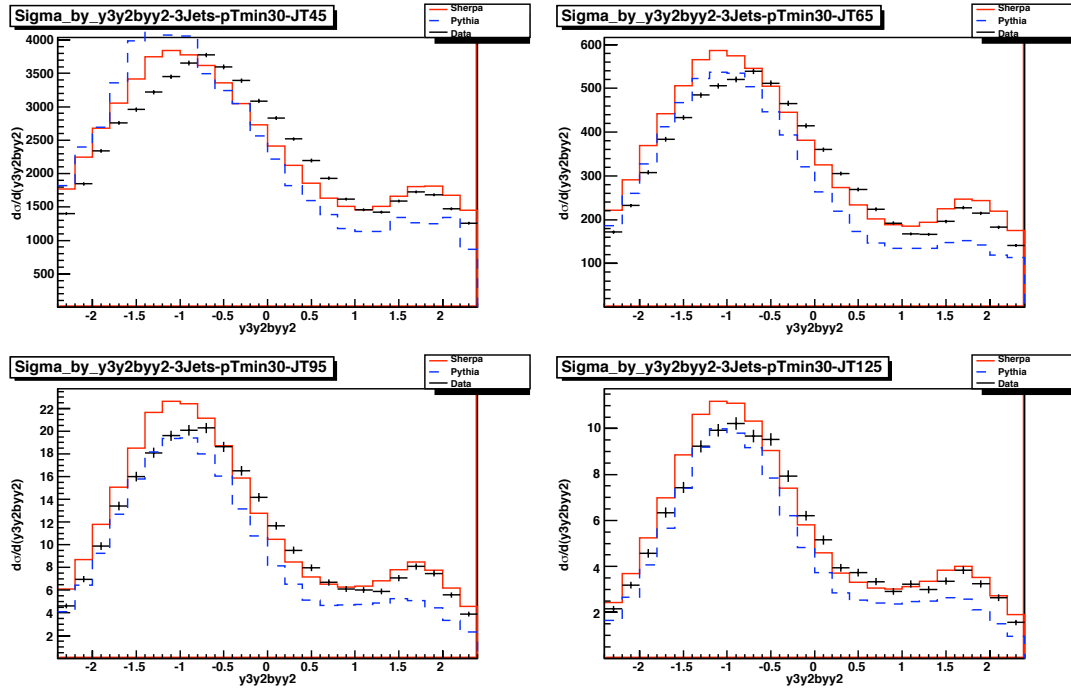 Sigma_by_y3y2byy2-3Jets-pTmin30-JT45
Sherpa
Pythia
Data
4000
3500
3000
2500
2000
1500
1000
500
dσ/d(y3y2byy2)
-2 -1.5 -1 -0.5 0 0.5 1 1.5 2
y3y2byy2
Sigma_by_y3y2byy2-3Jets-pTmin30-JT65
Sherpa
Pythia
Data
600
500
400
300
200
100
dσ/d(y3y2byy2)
-2 -1.5 -1 -0.5 0 0.5 1 1.5 2
y3y2byy2
Sigma_by_y3y2byy2-3Jets-pTmin30-JT95
Sherpa
Pythia
Data
22
20
18
16
14
12
10
8
6
4
2
dσ/d(y3y2byy2)
-2 -1.5 -1 -0.5 0 0.5 1 1.5 2
y3y2byy2
Sigma_by_y3y2byy2-3Jets-pTmin30-JT125
Sherpa
Pythia
Data
10
8
6
4
2
dσ/d(y3y2byy2)
-2 -1.5 -1 -0.5 0 0.5 1 1.5 2
y3y2byy2